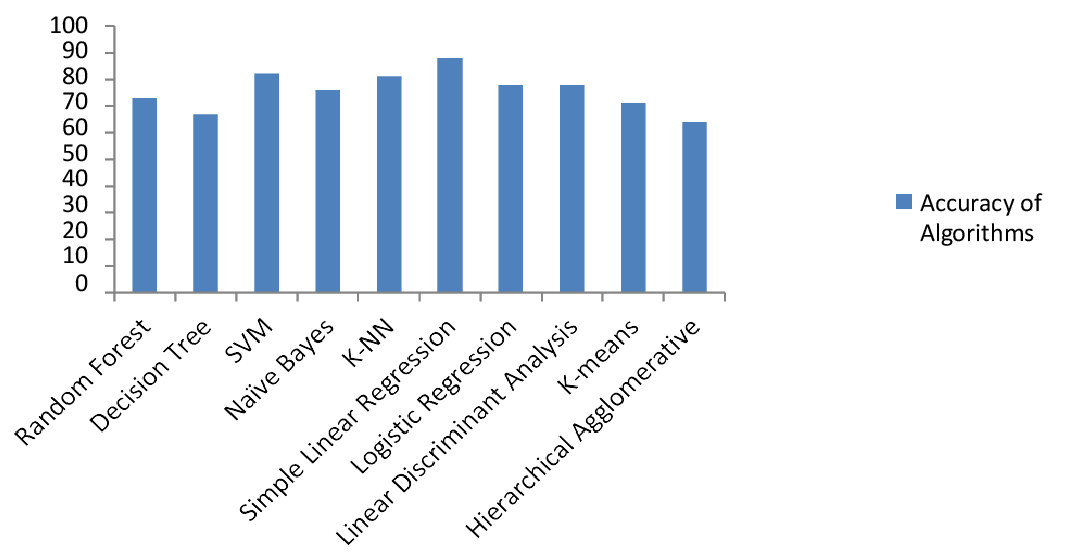 100
90
80
70
60
50
40
30
20
10
0
Random Forest
Decision Tree
SVM
Naïve Bayes
K-NN
Simple Linear Regression
Logistic Regression
Linear Discriminant Analysis
K-means
Hierarchical Agglomerative
Accuracy of
Algorithms